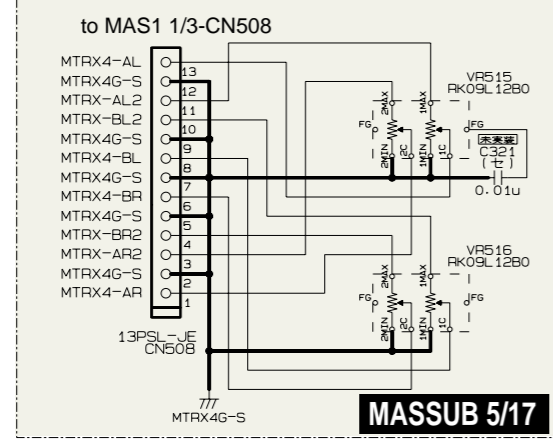 to MAS1 1/3-CN508
MTRX4-AL
13
MTRX4G-S
12
MTRX-AL2
11
MTRX-BL2
10
MTRX4G-S
9
MTRX4-BL
8
MTRX4G-S
7
MTRX4-BR
6
MTRX4G-S
5
MTRX-BR2
4
MTRX-AR2
3
MTRX4G-S
2
MTRX4-AR
1
13PSL-JE
CN508
MTRX4G-S
VR515
RK09L12B0
2MAX
1MAX
FG
FG
2MIN
2C
1MIN
1C
未実装
C321
(セ)
0.01u
VR516
RK09L12B0
2MAX
1MAX
FG
FG
2MIN
2C
1MIN
1C
MASSUB 5/17